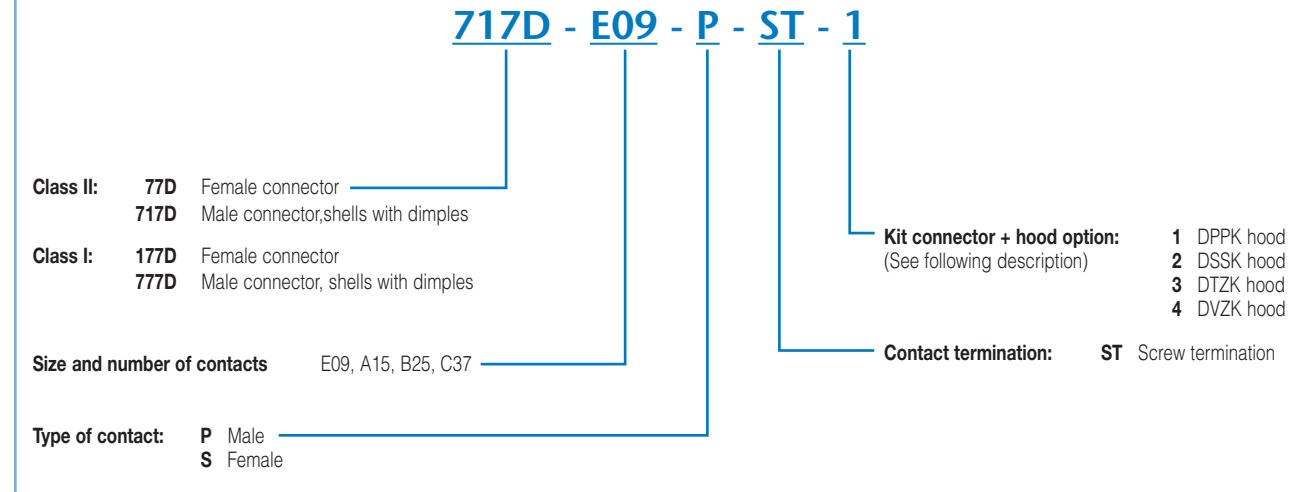 717D - E09 - P - ST - 1
Class II: 77D Female connector
717D Male connector,shells with dimples
Class I: 177D Female connector
777D Male connector, shells with dimples
Size and number of contacts E09, A15, B25, C37
Type of contact: P Male
S Female
Kit connector + hood option: 1 DPPK hood
(See following description) 2 DSSK hood
3 DTZK hood
4 DVZK hood
Contact termination: ST Screw termination